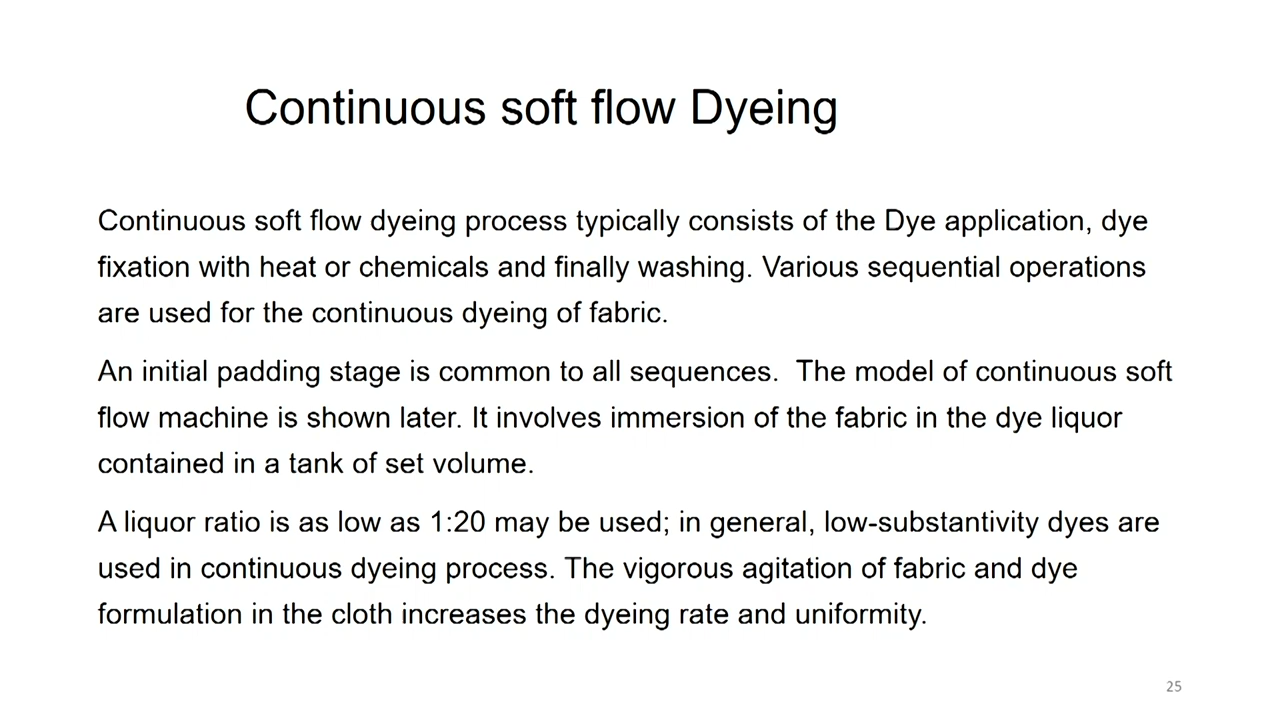 Continuous soft flow Dyeing
Continuous soft flow dyeing process typically consists of the Dye application, dye
fixation with heat or chemicals and finally washing. Various sequential operations
are used for the continuous dyeing of fabric.
An initial padding stage is common to all sequences.  The model of continuous soft
flow machine is shown later. It involves immersion of the fabric in the dye liquor
contained in a tank of set volume.
A liquor ratio is as low as 1:20 may be used; in general, low-substantivity dyes are
used in continuous dyeing process. The vigorous agitation of fabric and dye
formulation in the cloth increases the dyeing rate and uniformity.
25